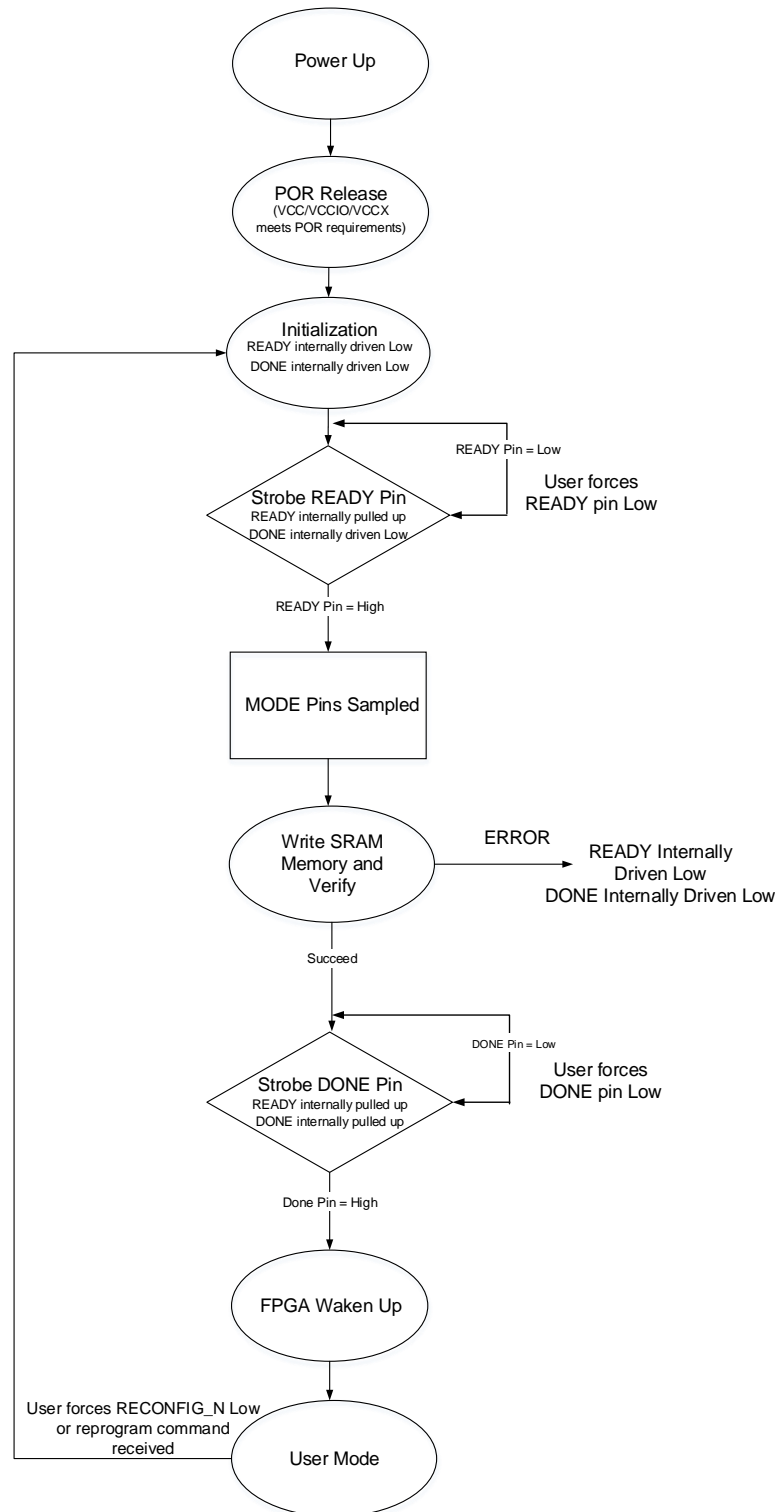 Power Up
POR Release
(VCC/VCCIO/VCCX
meets POR requirements)
Initialization
READY internally driven Low
DONE internally driven Low
READY Pin = Low
User forces
READY pin Low
Strobe READY Pin
READY internally pulled up
DONE internally driven Low
READY Pin = High
MODE Pins Sampled
Write SRAM
Memory and
Verify
ERROR
READY Internally
Driven Low
DONE Internally Driven Low
Succeed
DONE Pin = Low
User forces
DONE pin Low
Strobe DONE Pin
READY internally pulled up
DONE internally pulled up
Done Pin = High
FPGA Waken Up
User forces RECONFIG_N Low
or reprogram command
received
User Mode